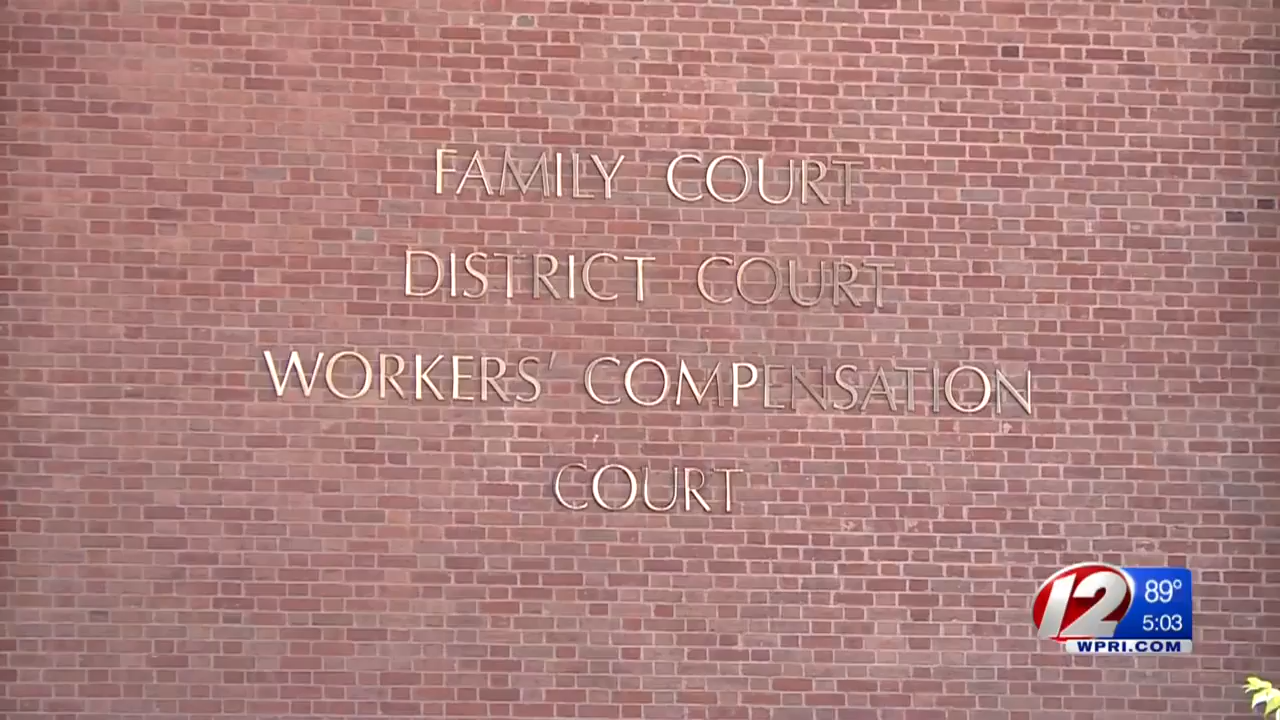 FAMILY COURT
DISTRICT COURT
WORKERS' COMPENSATION
COURT
12
89°
5:03
WPRI.COM